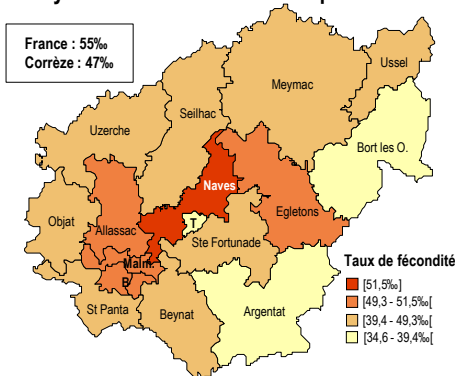 France : 55‰
Corrèze : 47‰
Ussel
Meymac
Seilhac
Uzerche
Bort les O.
Naves
Egletons
Objat
Allassac
T
Ste Fortunade
Malm.
B
St Panta
Beynat
Argentat
Taux de fécondité
[51,5‰]
[49,3 - 51,5‰[
[39,4 - 49,3‰[
[34,6 - 39,4‰[